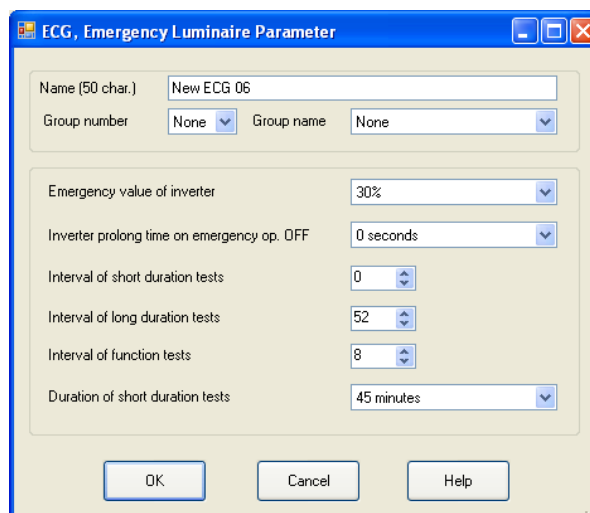 ECG, Emergency Luminaire Parameter
Name (50 char.) New ECG 06
Group number None Group name None
Emergency value of inverter 30%
Inverter prolong time on emergency op. OFF 0 seconds
Interval of short duration tests 0
Interval of long duration tests 52
Interval of function tests 8
Duration of short duration tests 45 minutes
OK Cancel Help